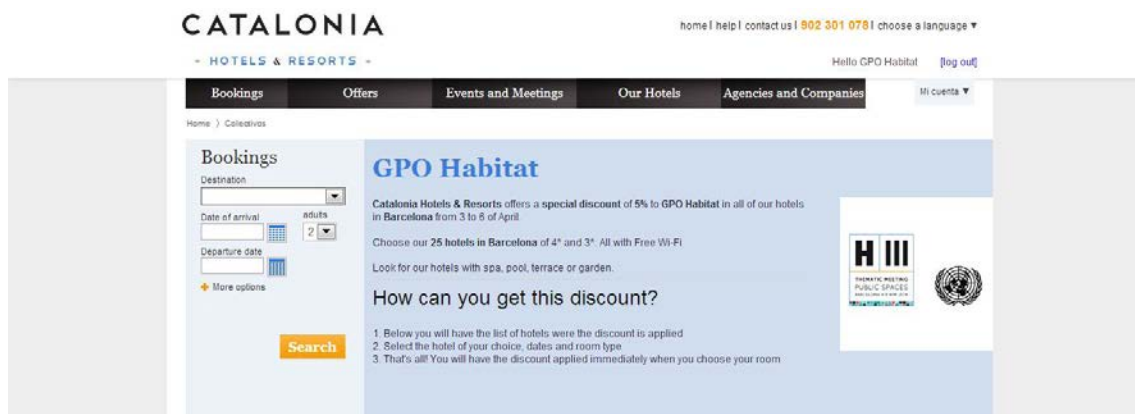 CATALONIA
- HOTELS & RESORTS -
home | help | contact us | 902 301 078 | choose a language ▼
Hello GPO Habitat [log out]
Bookings Offers Events and Meetings Our Hotels Agencies and Companies Mi cuenta ▼
Home > Colectivos
Bookings
Destination
Date of arrival adults
2
Departure date
+ More options
Search
GPO Habitat
Catalonia Hotels & Resorts offers a special discount of 5% to GPO Habitat in all of our hotels
in Barcelona from 3 to 6 of April
Choose our 25 hotels in Barcelona of 4* and 3*. All with Free Wi-Fi
Look for our hotels with spa, pool, terrace or garden.
How can you get this discount?
1. Below you will have the list of hotels were the discount is applied
2. Select the hotel of your choice, dates and room type
3. That's all! You will have the discount applied immediately when you choose your room
H III
THEMATIC MEETING
PUBLIC SPACES